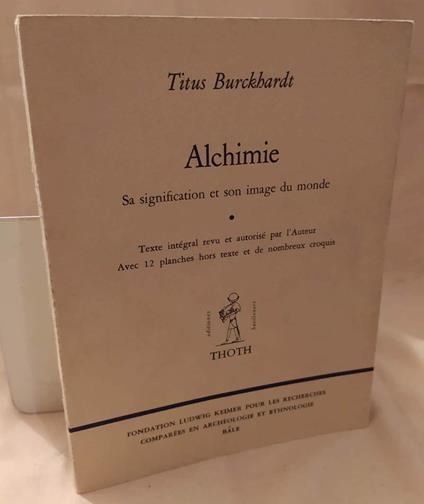 Titus Burckhardt
Alchimie
Sa signification et son image du monde
Texte intégral revu et autorisé par l'Auteur
Avec 12 planches hors texte et de nombreux croquis
éditions
bâloises
THOTH
FONDATION LUDWIG KEIMER POUR LES RECHERCHES
COMPARÉES EN ARCHÉOLOGIE ET ETHNOLOGIE
BÂLE